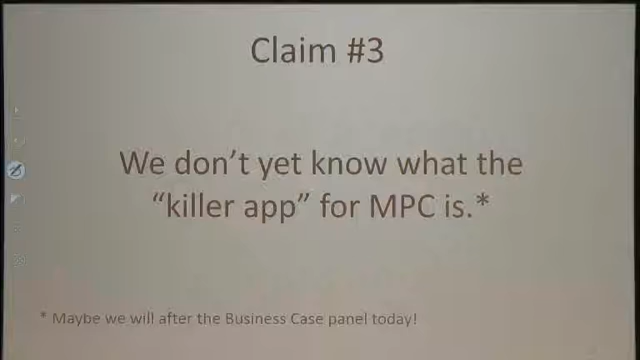 Claim #3
We don't yet know what the
“killer app” for MPC is.*
* Maybe we will after the Business Case panel today!